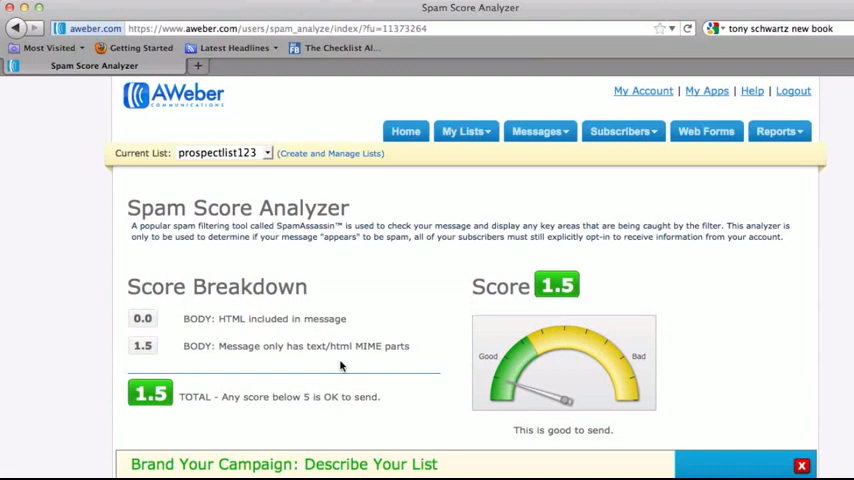 Spam Score Analyzer
aweber.com https://www.aweber.com/users/spam_analyze/index/?fu=11373264
tony schwartz new book
Most Visited
Getting Started
Latest Headlines
The Checklist Al...
Spam Score Analyzer
AWeber
COMMUNICATIONS
My Account | My Apps | Help | Logout
Home My Lists Messages Subscribers Web Forms Reports
Current List: prospectlist123 (Create and Manage Lists)
Spam Score Analyzer
A popular spam filtering tool called SpamAssassin™ is used to check your message and display any key areas that are being caught by the filter. This analyzer is
only to be used to determine if your message "appears" to be spam, all of your subscribers must still explicitly opt-in to receive information from your account.
Score Breakdown
0.0 BODY: HTML included in message
1.5 BODY: Message only has text/html MIME parts
1.5 TOTAL - Any score below 5 is OK to send.
Score 1.5
Good Bad
This is good to send.
Brand Your Campaign: Describe Your List